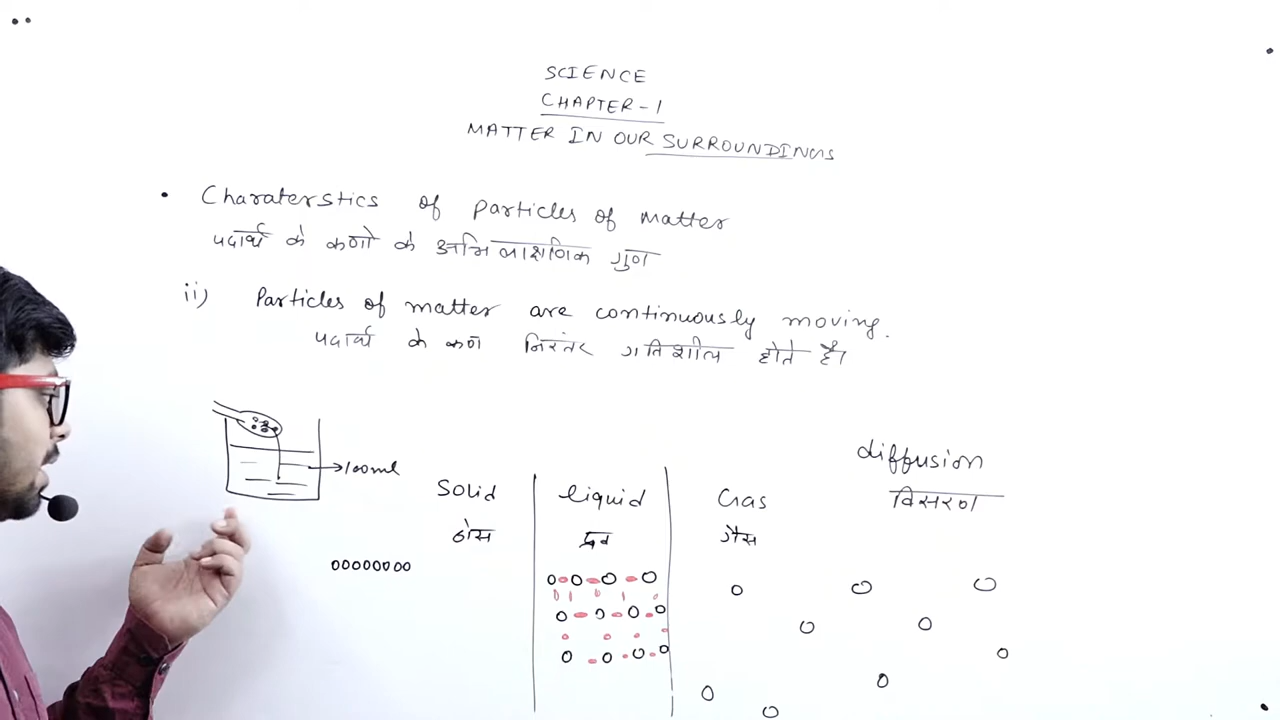 SCIENCE
CHAPTER-1
MATTER IN OUR SURROUNDINGS
• Charaterstics of particles of matter
पदार्थ के कणो के अभिलाक्षणिक गुण
ii) Particles of matter are continuously moving.
पदार्थ के कण निरंतर गतिशील होते है।
100ml
Solid
ठोस
liquid
द्रव
Gas
गैस
diffusion
विसरण